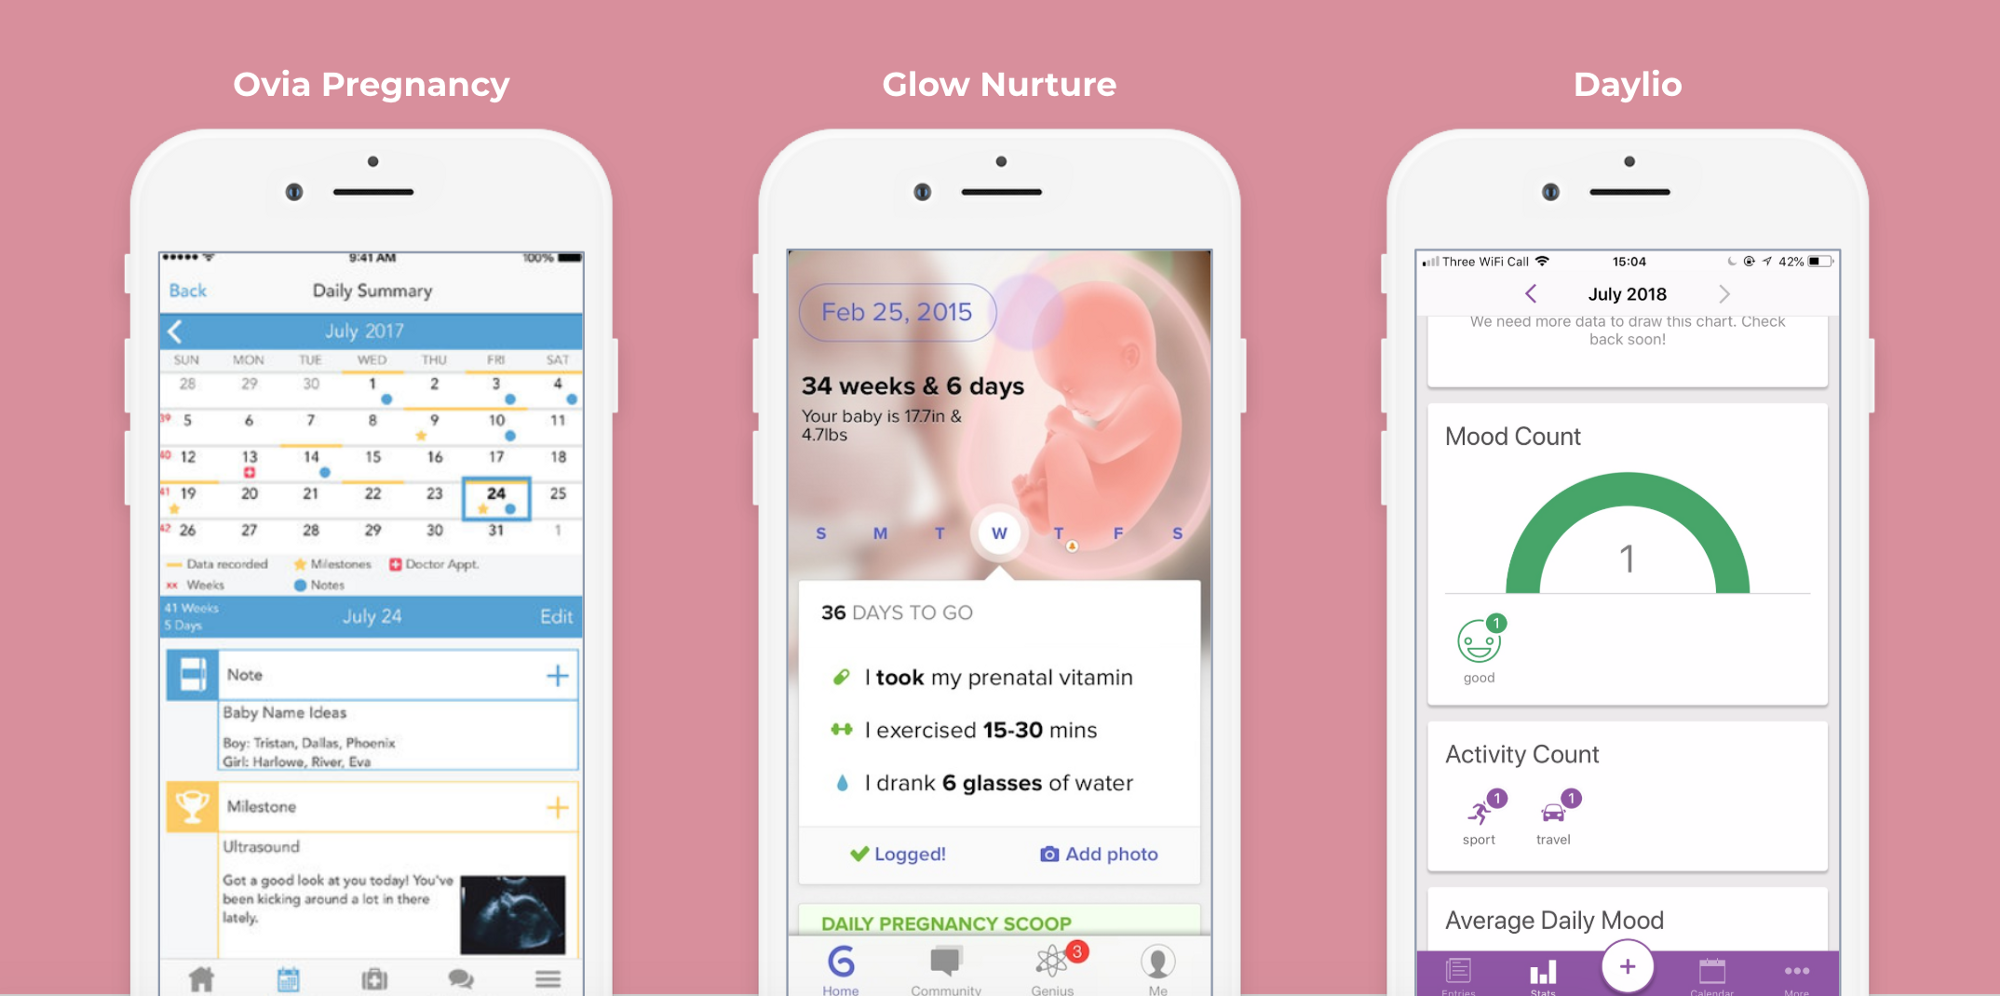 Ovia Pregnancy
9:41 AM
100%
Back
Daily Summary
July 2017
SUN MON TUE WED THU FRI SAT
28 29 30 1 2 3 4
39 5 6 7 8 9 10 11
40 12 13 14 15 16 17 18
41 19 20 21 22 23 24 25
42 26 27 28 29 30 31 1
Data recorded Milestones Doctor Appt.
xx Weeks Notes
41 Weeks
5 Days
July 24
Edit
Note
Baby Name Ideas
Boy: Tristan, Dallas, Phoenix
Girl: Harlowe, River, Eva
Milestone
Ultrasound
Got a good look at you today! You've
been kicking around a lot in there
lately.
Glow Nurture
Feb 25, 2015
34 weeks & 6 days
Your baby is 17.7in &
4.7lbs
S M T W T F S
36 DAYS TO GO
I took my prenatal vitamin
I exercised 15-30 mins
I drank 6 glasses of water
Logged!
Add photo
DAILY PREGNANCY SCOOP
3
Home Community Genius Me
Daylio
Three WiFi Call
15:04
42%
July 2018
We need more data to draw this chart. Check
back soon!
Mood Count
1
1
good
Activity Count
1 1
sport travel
Average Daily Mood
Entries Stats Calendar More